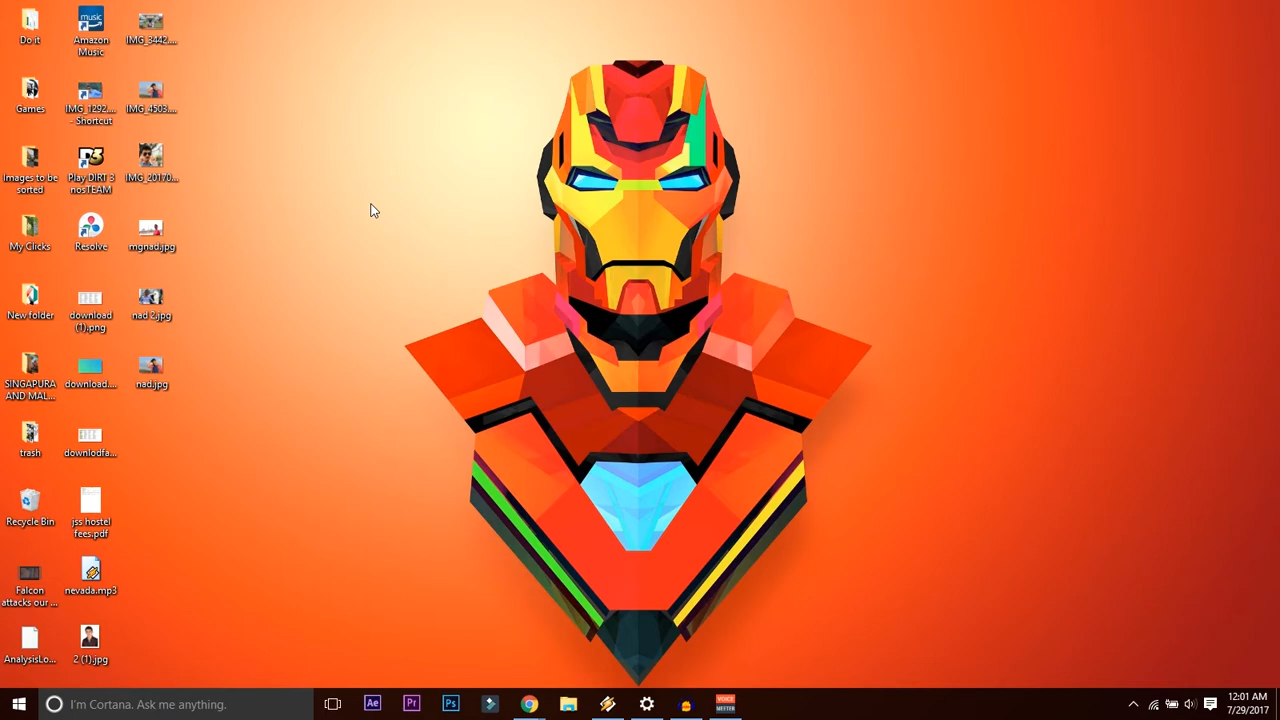 Do it
Amazon
Music
IMG_3442....
Games
IMG_1292....
- Shortcut
IMG_4503....
Images to be
sorted
Play DiRT 3
nosTEAM
IMG_20170...
My Clicks
Resolve
mgnad.jpg
New folder
download
(1).png
nad 2.jpg
SINGAPURA
AND MAL...
download....
nad.jpg
trash
downlodfa...
Recycle Bin
jss hostel
fees.pdf
Falcon
attacks our ...
nevada.mp3
AnalysisLo...
2 (1).jpg
music
D3
I'm Cortana. Ask me anything.
Ae
Pr
Ps
VOICE
MEETER
12:01 AM
7/29/2017